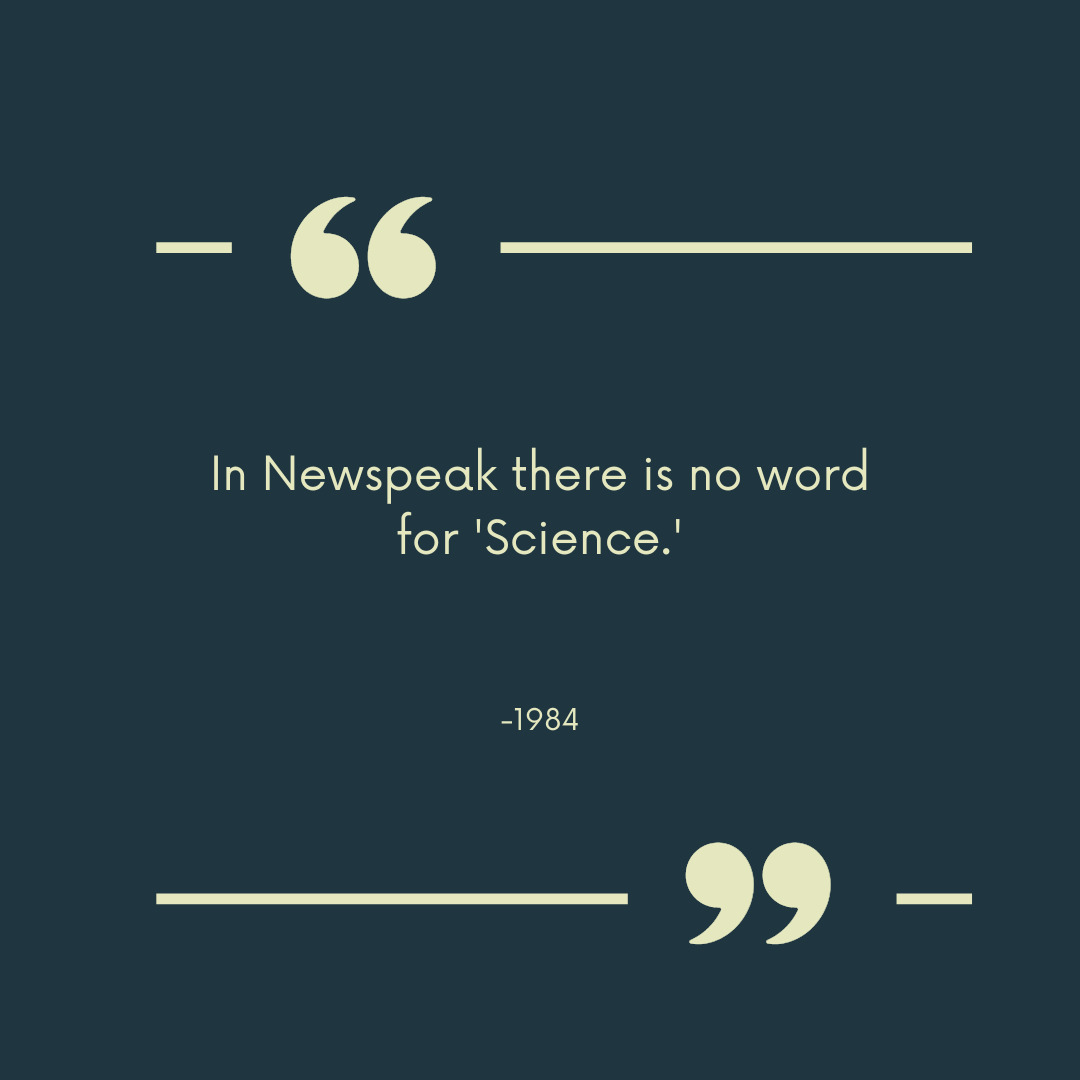 “
In Newspeak there is no word
for 'Science.'
-1984
”